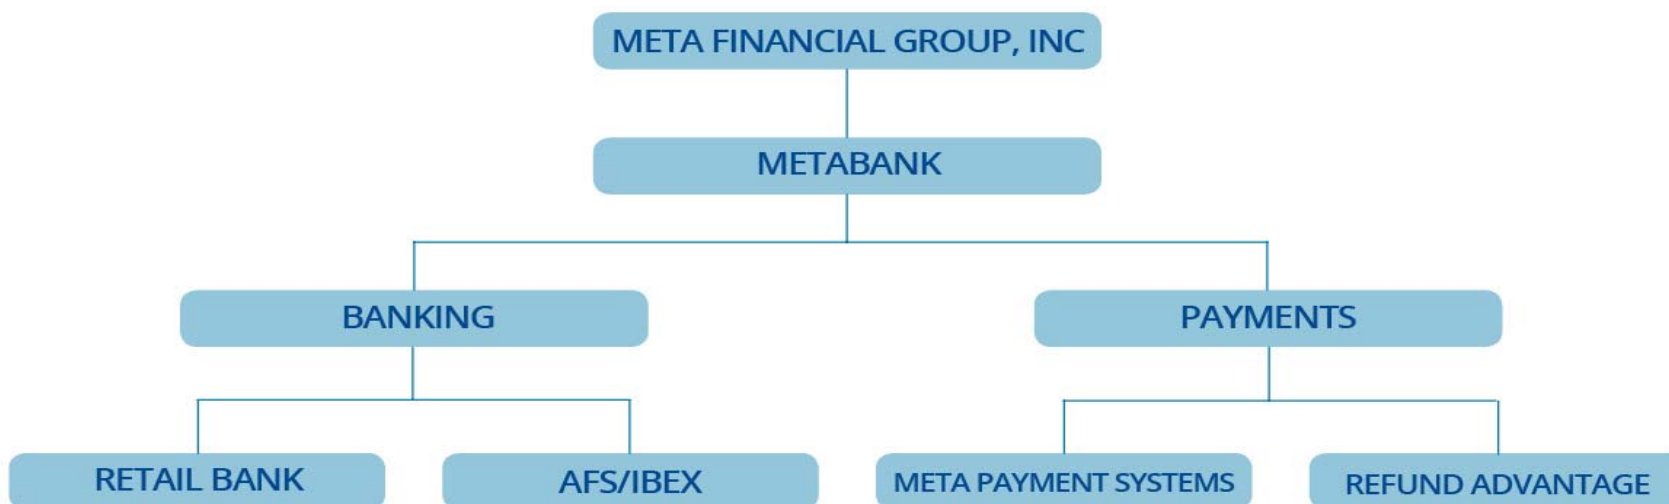 META FINANCIAL GROUP, INC
METABANK
BANKING
PAYMENTS
RETAIL BANK
AFS/IBEX
META PAYMENT SYSTEMS
REFUND ADVANTAGE